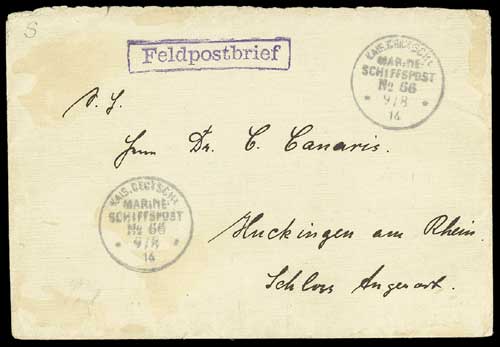 S
Feldpostbrief
KAIS. DEUTSCHE
MARINE-
SCHIFFSPOST
No 66
* 9/8 *
14
S. H.
Herrn Dr. C. Canaris.
KAIS. DEUTSCHE
MARINE-
SCHIFFSPOST
No 66
* 9/8 *
14
Huckingen am Rhein.
Schloss Angerort.